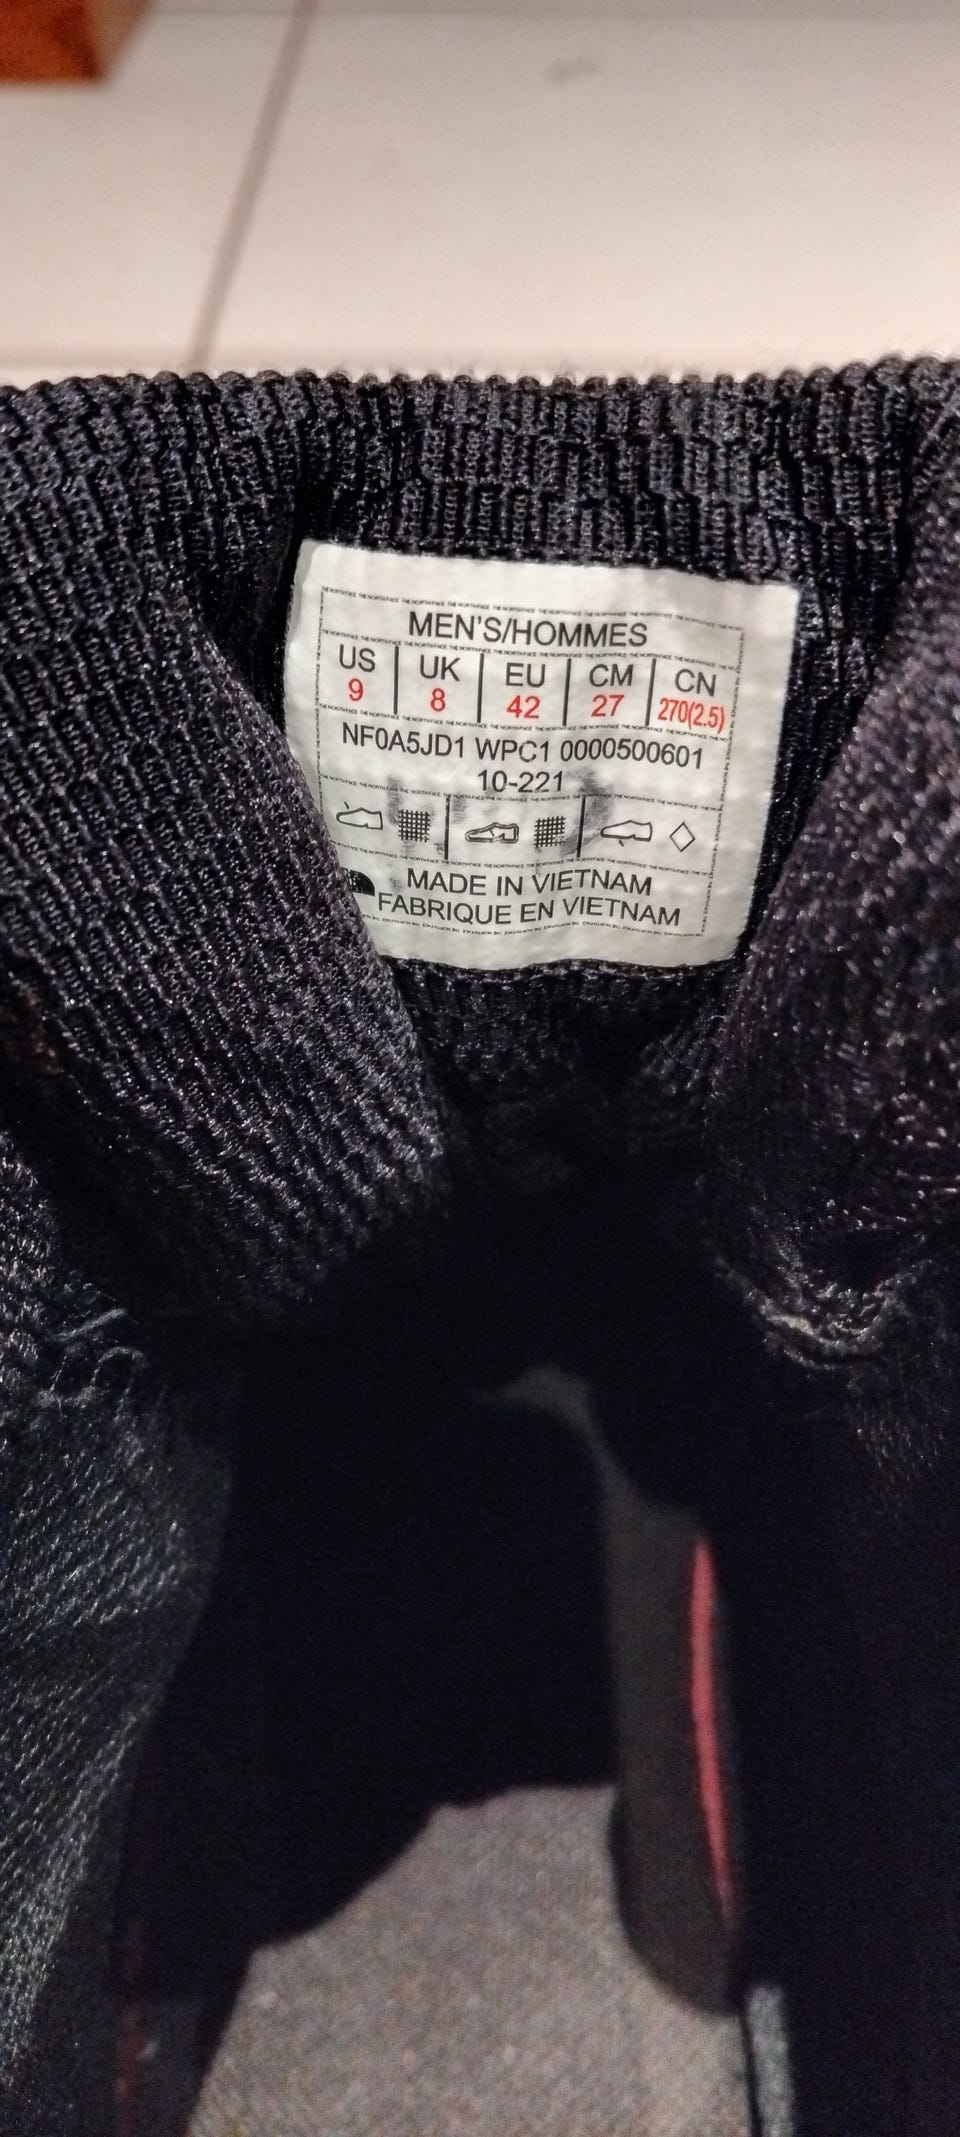 MEN'S/HOMMES
US UK EU CM CN
9 8 42 27 270(2.5)
NF0A5JD1 WPC1 0000500601
10-221
MADE IN VIETNAM
FABRIQUE EN VIETNAM